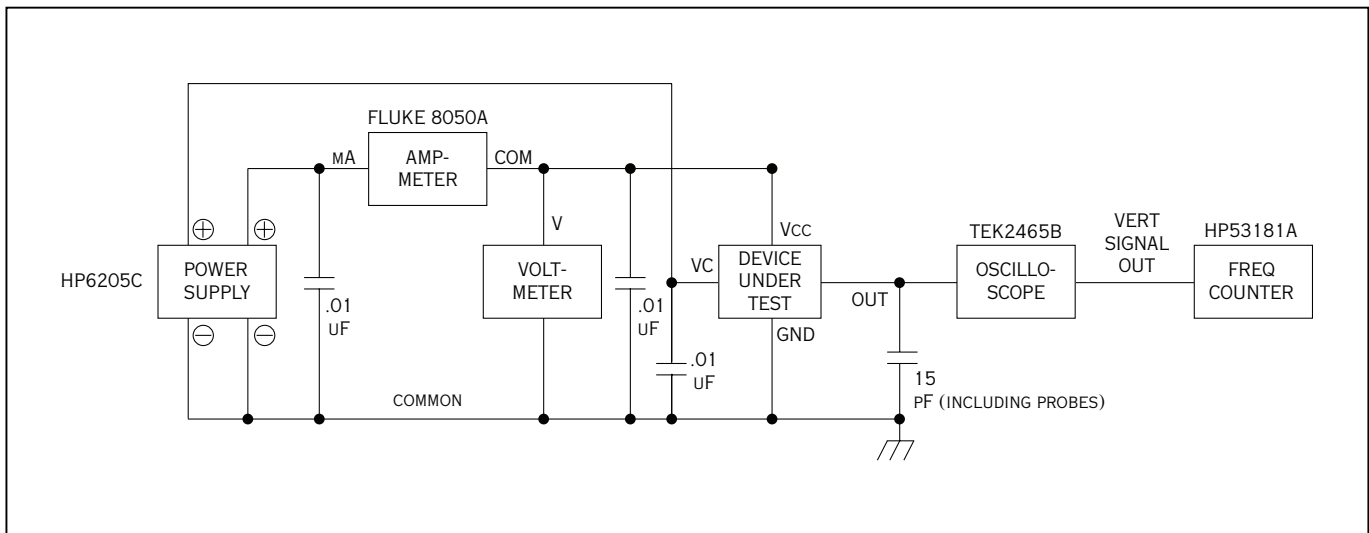 FLUKE 8050A
MA
AMP-
METER
COM
⊕
⊕
HP6205C
POWER
SUPPLY
⊖
⊖
.01
UF
V
VOLT-
METER
.01
UF
VC
VCC
DEVICE
UNDER
TEST
GND
.01
UF
OUT
TEK2465B
OSCILLO-
SCOPE
VERT
SIGNAL
OUT
HP53181A
FREQ
COUNTER
15
PF (INCLUDING PROBES)
COMMON